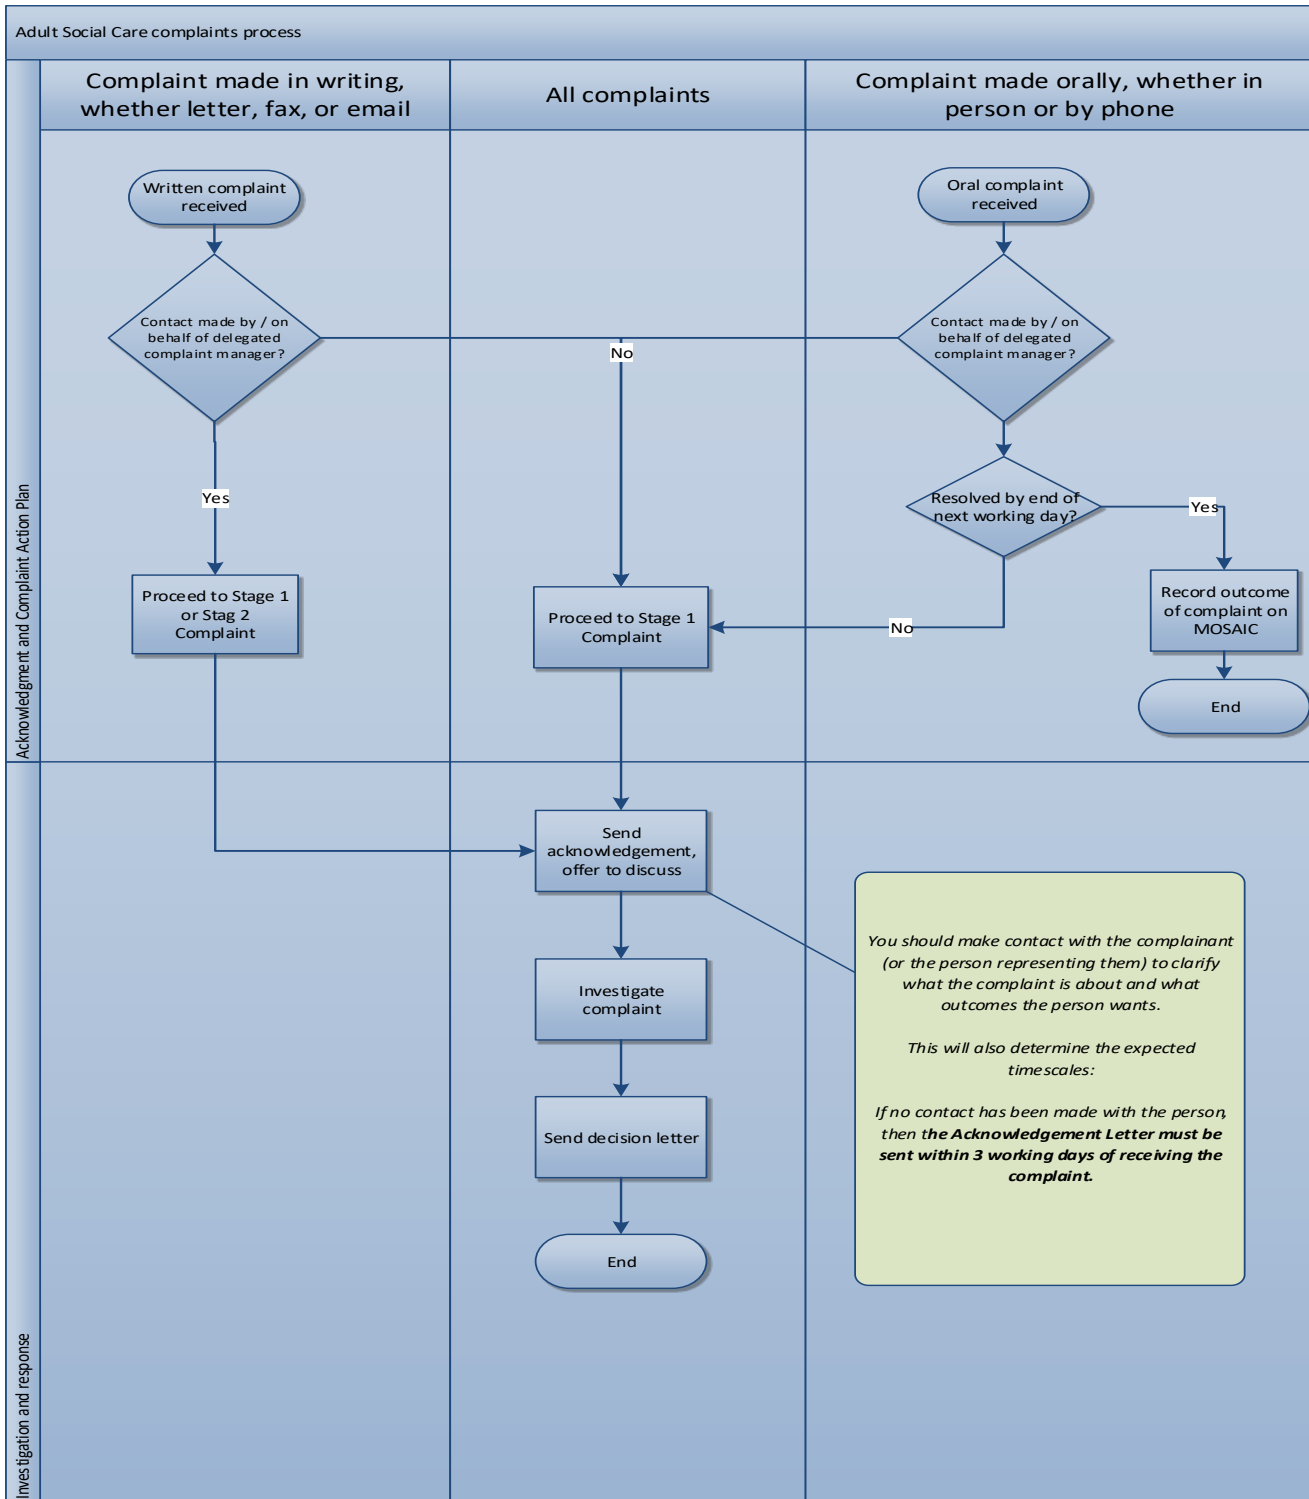 Adult Social Care complaints process
Complaint made in writing,
whether letter, fax, or email
All complaints
Complaint made orally, whether in
person or by phone
Acknowledgment and Complaint Action Plan
Written complaint
received
Oral complaint
received
Contact made by / on
behalf of delegated
complaint manager?
No
Contact made by / on
behalf of delegated
complaint manager?
Yes
Resolved by end of
next working day?
Yes
Proceed to Stage 1
or Stag 2
Complaint
Proceed to Stage 1
Complaint
No
Record outcome
of complaint on
MOSAIC
End
Investigation and response
Send
acknowledgement,
offer to discuss
Investigate
complaint
Send decision letter
End
You should make contact with the complainant
(or the person representing them) to clarify
what the complaint is about and what
outcomes the person wants.
This will also determine the expected
timescales:
If no contact has been made with the person,
then the Acknowledgement Letter must be
sent within 3 working days of receiving the
complaint.